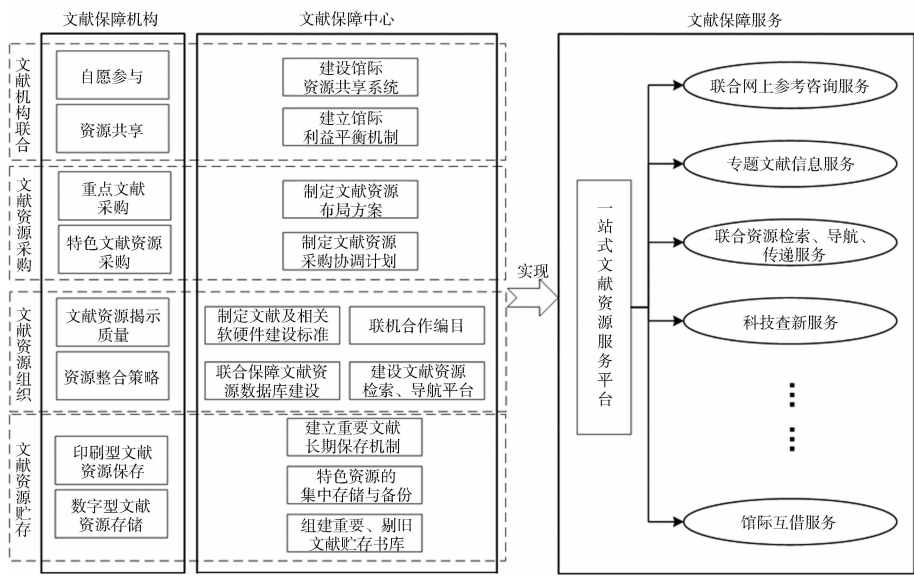 文献保障机构
文献保障中心
文献保障服务
文献机构联合
自愿参与
资源共享
建设馆际
资源共享系统
建立馆际
利益平衡机制
文献资源采购
重点文献
采购
特色文献资源
采购
制定文献资源
布局方案
制定文献资源
采购协调计划
文献资源组织
文献资源揭示
质量
资源整合策略
制定文献及相关
软硬件建设标准
联机合作编目
联合保障文献资
源数据库建设
建设文献资源
检索、导航平台
文献资源贮存
印刷型文献
资源保存
数字型文献
资源存储
建立重要文献
长期保存机制
特色资源的
集中存储与备份
组建重要、剔旧
文献贮存书库
实现
一站式文献资源服务平台
联合网上参考咨询服务
专题文献信息服务
联合资源检索、导航、
传递服务
科技查新服务
馆际互借服务